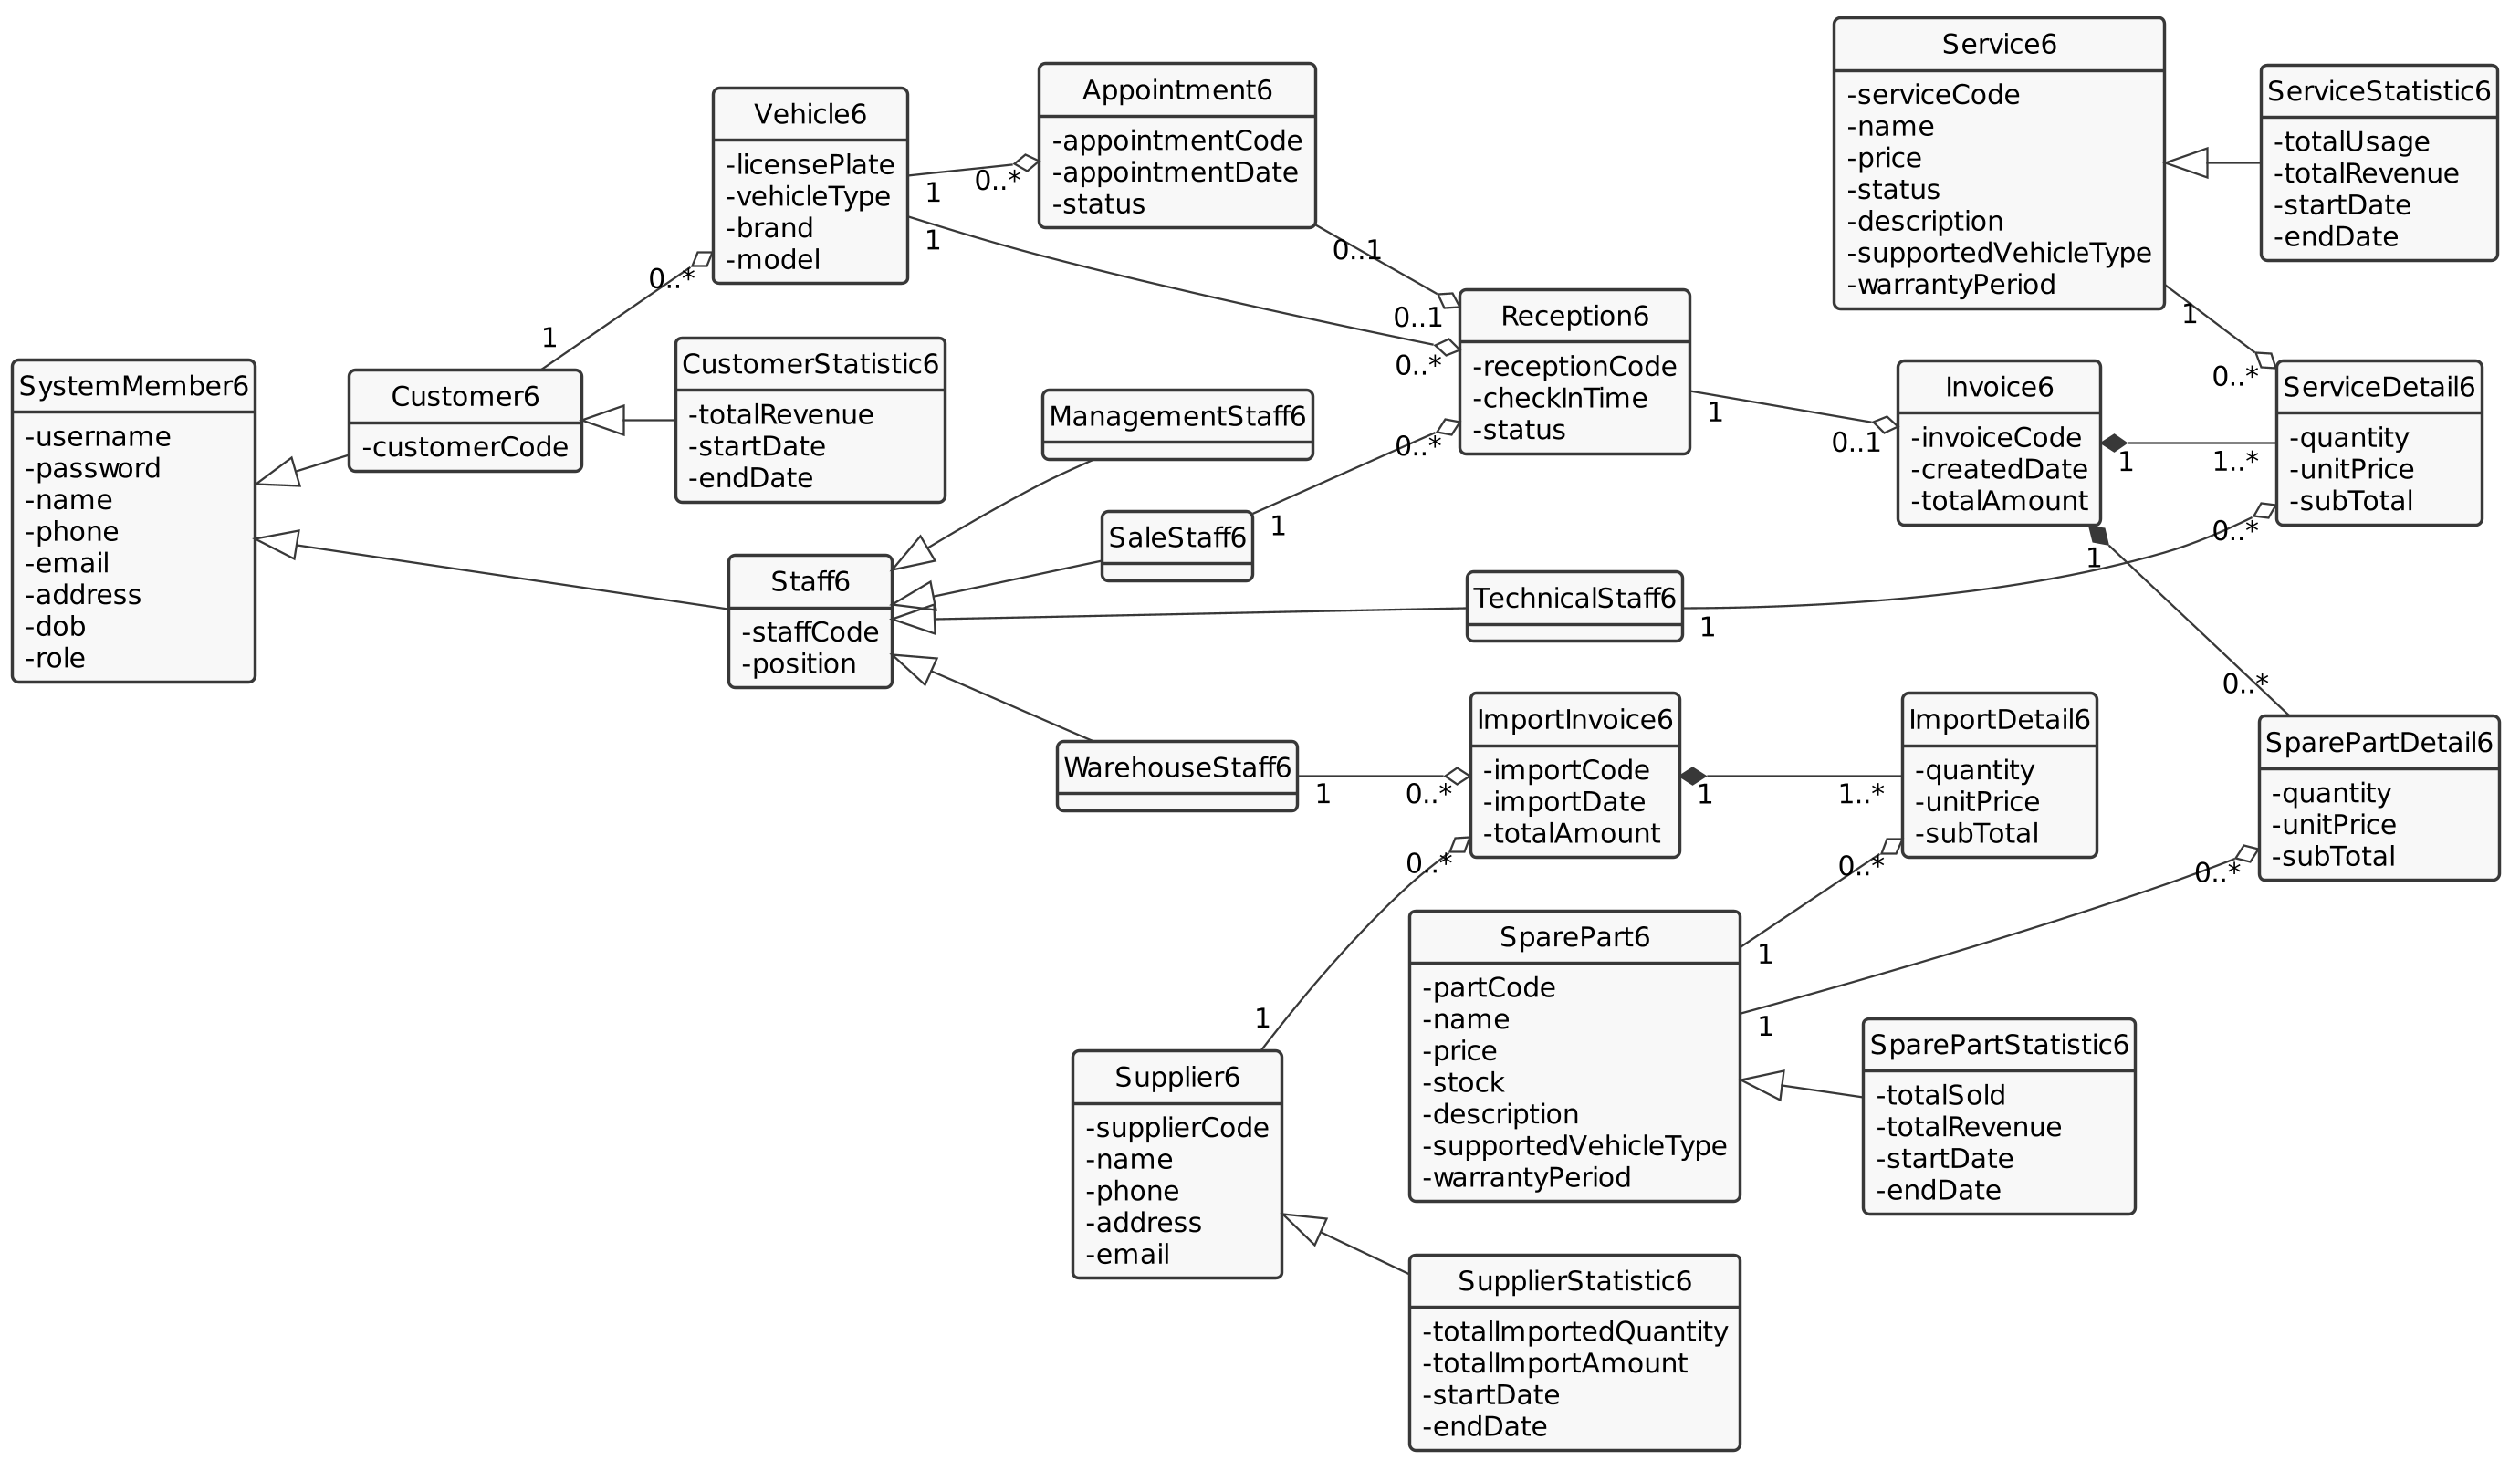 Service6
-serviceCode
-name
-price
-status
-description
-supportedVehicleType
-warrantyPeriod
ServiceStatistic6
-totalUsage
-totalRevenue
-startDate
-endDate
Appointment6
-appointmentCode
-appointmentDate
-status
Vehicle6
-licensePlate
-vehicleType
-brand
-model
1
0..*
1
0..*
1
0..1
0..1
0..*
0..*
1
Reception6
-receptionCode
-checkInTime
-status
1
0..1
1
0..*
SystemMember6
-username
-password
-name
-phone
-email
-address
-dob
-role
Customer6
-customerCode
CustomerStatistic6
-totalRevenue
-startDate
-endDate
ManagementStaff6
SaleStaff6
1
Staff6
-staffCode
-position
TechnicalStaff6
1
Invoice6
-invoiceCode
-createdDate
-totalAmount
1
1..*
1
0..*
0..*
ServiceDetail6
-quantity
-unitPrice
-subTotal
WarehouseStaff6
1
0..*
ImportInvoice6
-importCode
-importDate
-totalAmount
1
1..*
0..*
1
ImportDetail6
-quantity
-unitPrice
-subTotal
0..*
1
SparePartDetail6
-quantity
-unitPrice
-subTotal
0..*
1
SparePart6
-partCode
-name
-price
-stock
-description
-supportedVehicleType
-warrantyPeriod
SparePartStatistic6
-totalSold
-totalRevenue
-startDate
-endDate
Supplier6
-supplierCode
-name
-phone
-address
-email
SupplierStatistic6
-totalImportedQuantity
-totalImportAmount
-startDate
-endDate